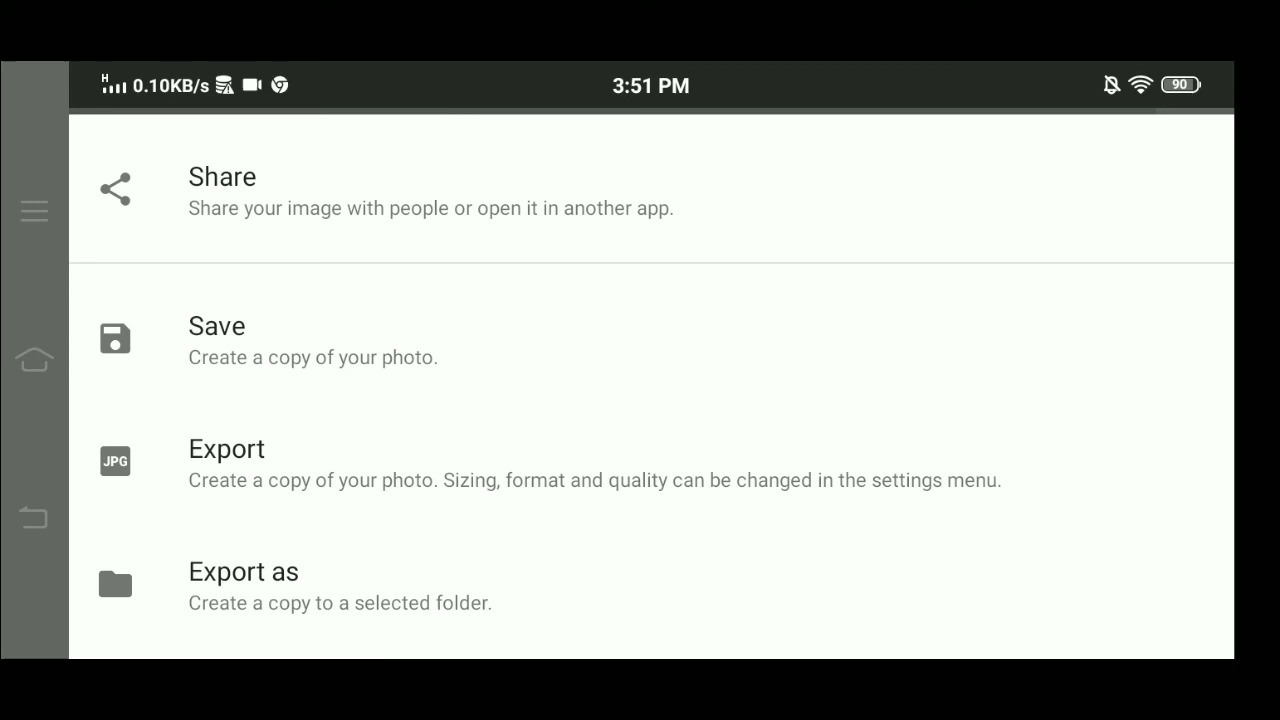 H 0.10KB/s 3:51 PM 90
Share
Share your image with people or open it in another app.
Save
Create a copy of your photo.
JPG Export
Create a copy of your photo. Sizing, format and quality can be changed in the settings menu.
Export as
Create a copy to a selected folder.